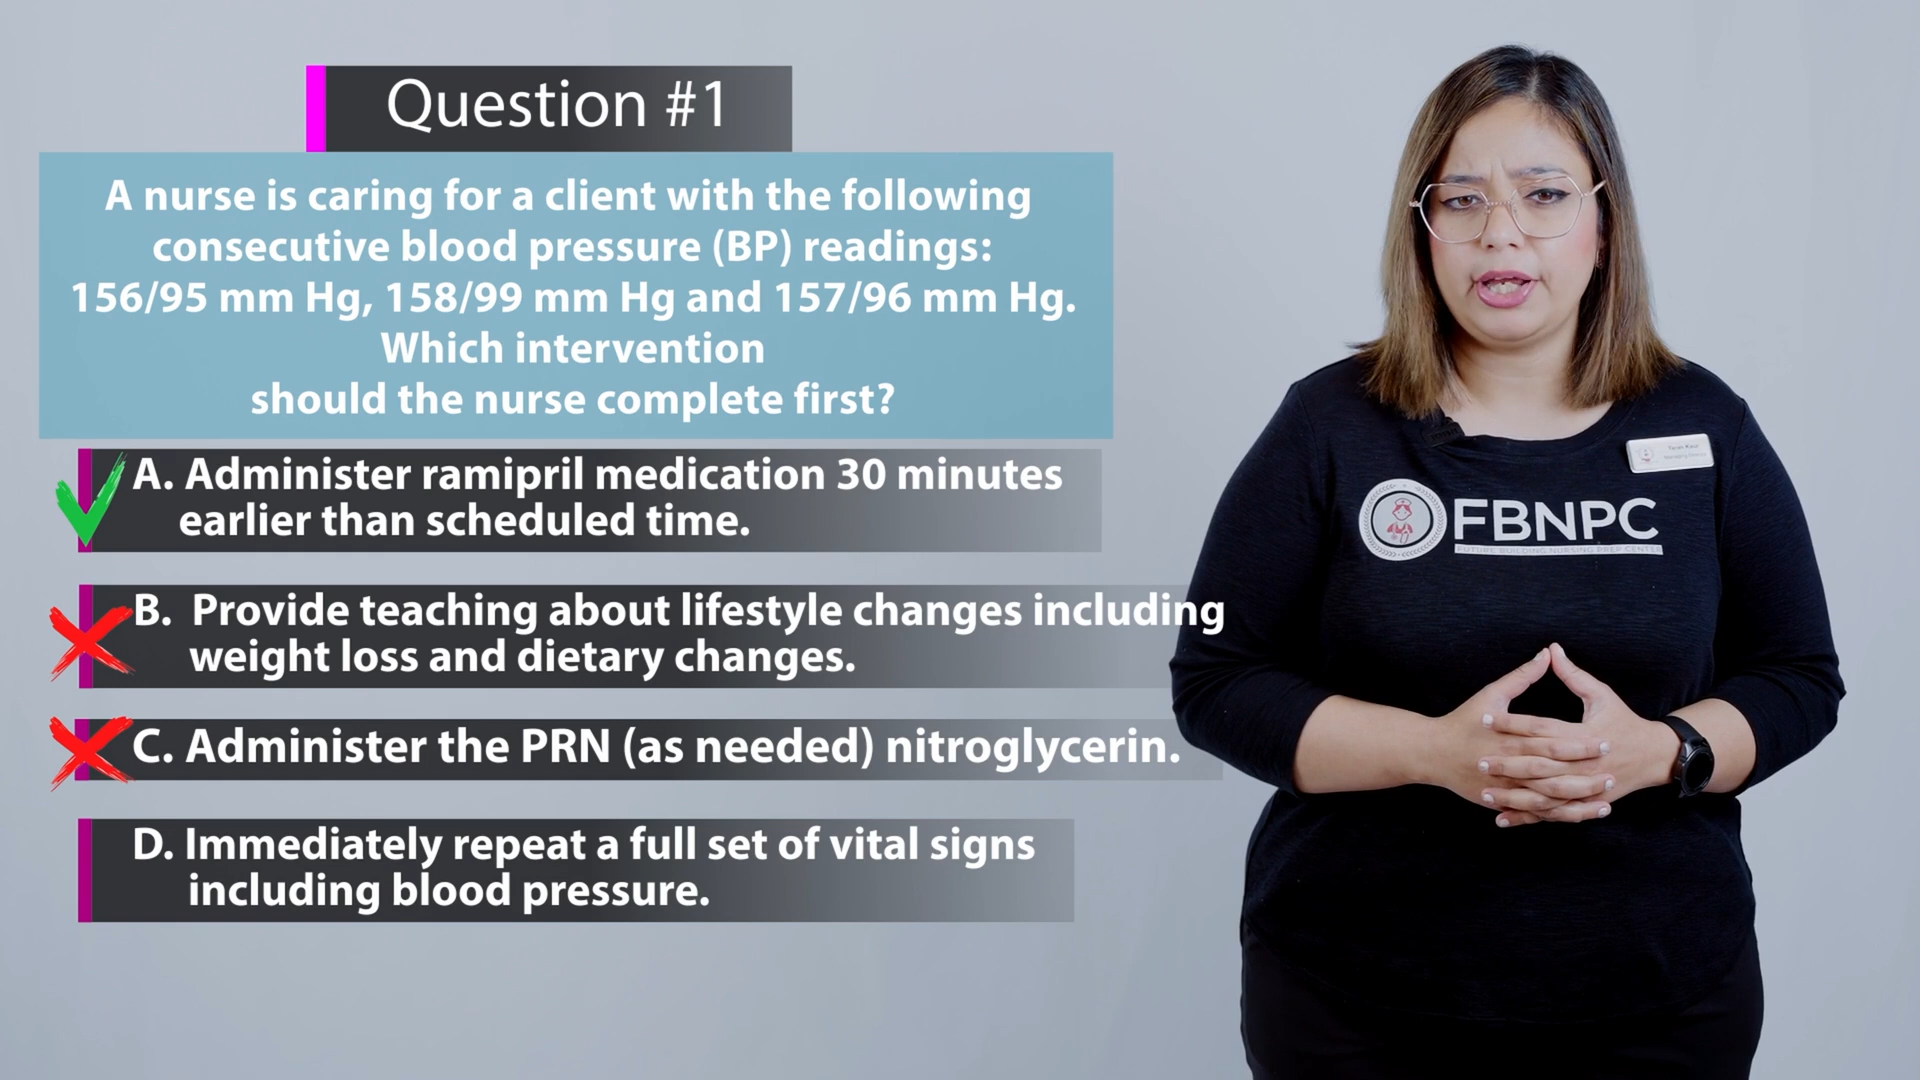 Question #1
A nurse is caring for a client with the following
consecutive blood pressure (BP) readings:
156/95 mm Hg, 158/99 mm Hg and 157/96 mm Hg.
Which intervention
should the nurse complete first?
A. Administer ramipril medication 30 minutes
earlier than scheduled time.
B. Provide teaching about lifestyle changes including
weight loss and dietary changes.
C. Administer the PRN (as needed) nitroglycerin.
D. Immediately repeat a full set of vital signs
including blood pressure.
FBNPC
FUTURE BUILDING NURSING PREP CENTER